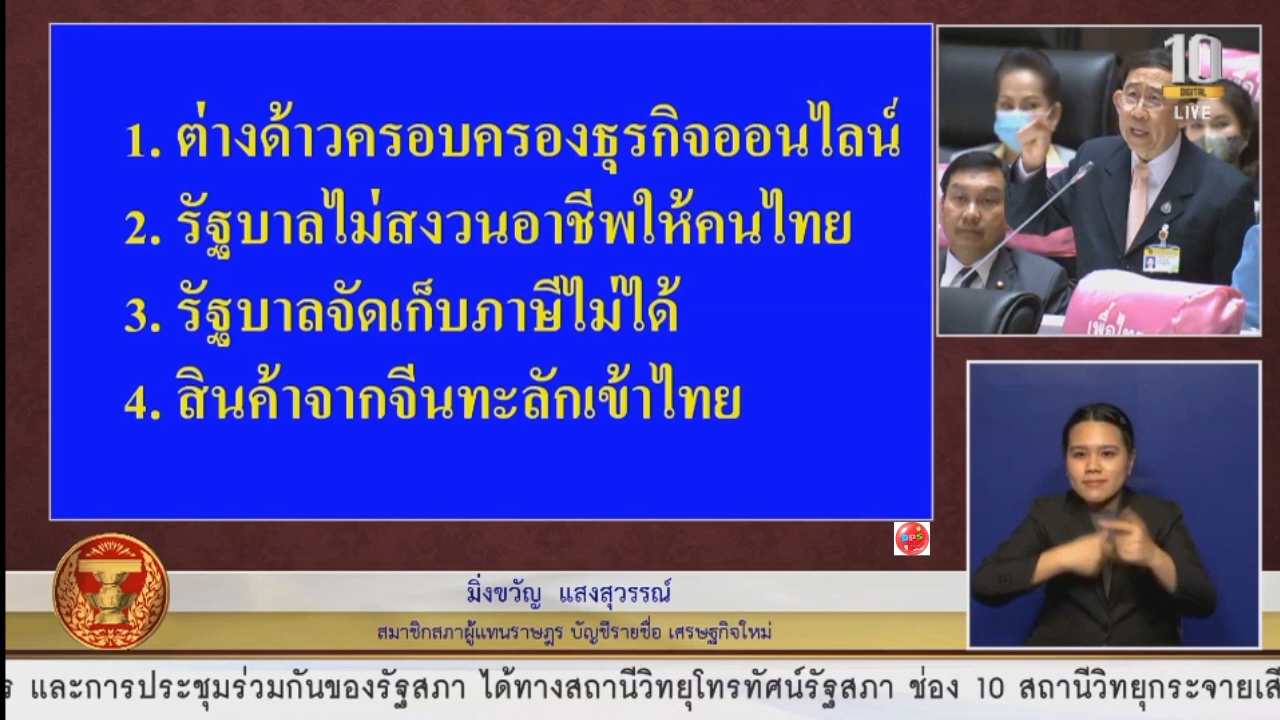 1. ต่างด้าวครอบครองธุรกิจออนไลน์
2. รัฐบาลไม่สงวนอาชีพให้คนไทย
3. รัฐบาลจัดเก็บภาษีไม่ได้
4. สินค้าจากจีนทะลักเข้าไทย
10
DIGITAL
LIVE
เพื่อไทย
DPS
มิ่งขวัญ แสงสุวรรณ์
สมาชิกสภาผู้แทนราษฎร บัญชีรายชื่อ เศรษฐกิจใหม่
ร และการประชุมร่วมกันของรัฐสภา ได้ทางสถานีวิทยุโทรทัศน์รัฐสภา ช่อง 10 สถานีวิทยุกระจายเสี